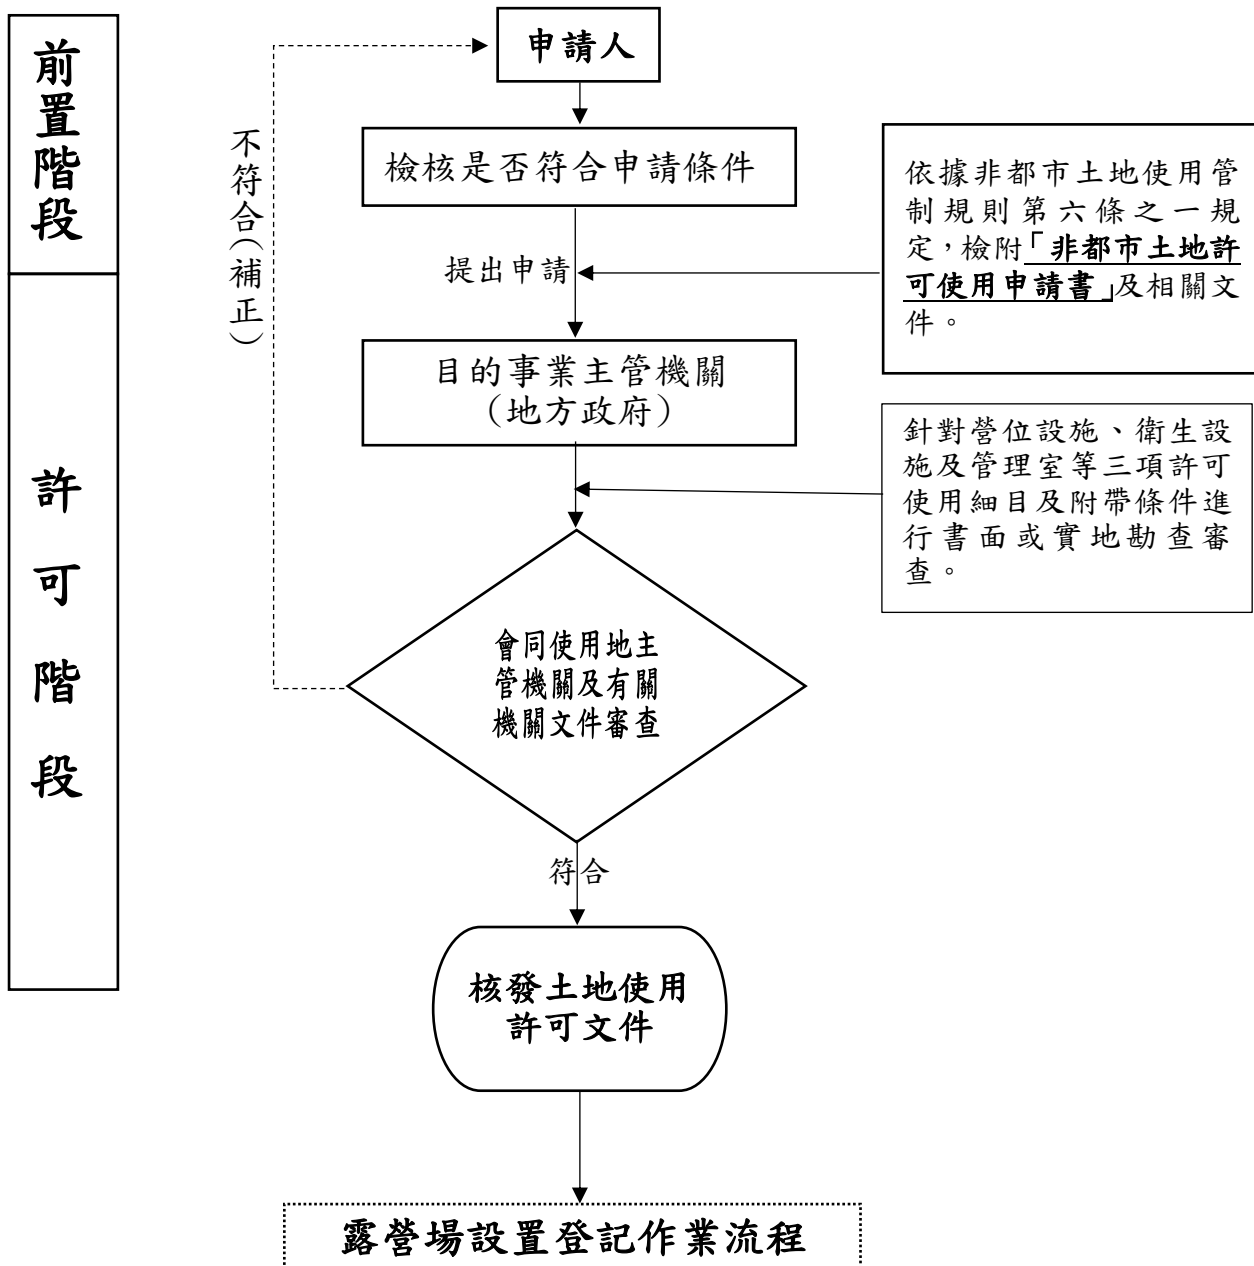 前置階段
許可階段
申請人
檢核是否符合申請條件
不符合(補正)
提出申請
依據非都市土地使用管
制規則第六條之一規
定，檢附「非都市土地許
可使用申請書」及相關文
件。
目的事業主管機關
(地方政府)
針對營位設施、衛生設
施及管理室等三項許可
使用細目及附帶條件進
行書面或實地勘查審
查。
會同使用地主
管機關及有關
機關文件審查
符合
核發土地使用
許可文件
露營場設置登記作業流程